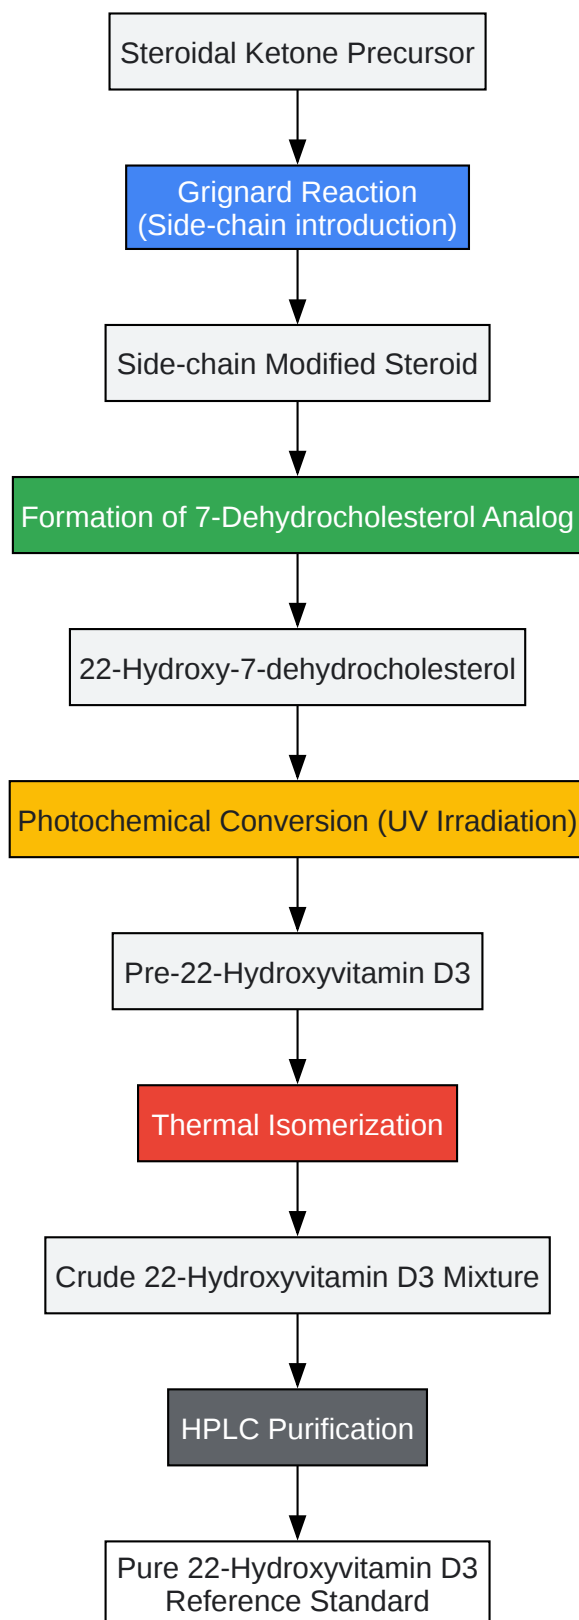 Steroidal Ketone Precursor
Grignard Reaction
(Side-chain introduction)
Side-chain Modified Steroid
Formation of 7-Dehydrocholesterol Analog
22-Hydroxy-7-dehydrocholesterol
Photochemical Conversion (UV Irradiation)
Pre-22-Hydroxyvitamin D3
Thermal Isomerization
Crude 22-Hydroxyvitamin D3 Mixture
HPLC Purification
Pure 22-Hydroxyvitamin D3
Reference Standard